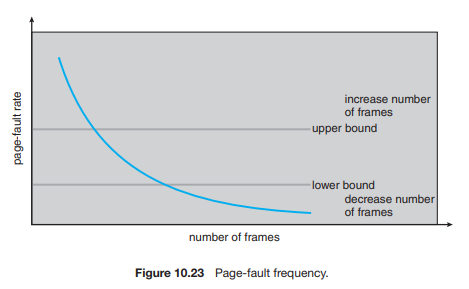 page-fault rate
increase number
of frames
upper bound
lower bound
decrease number
of frames
number of frames
Figure 10.23 Page-fault frequency.